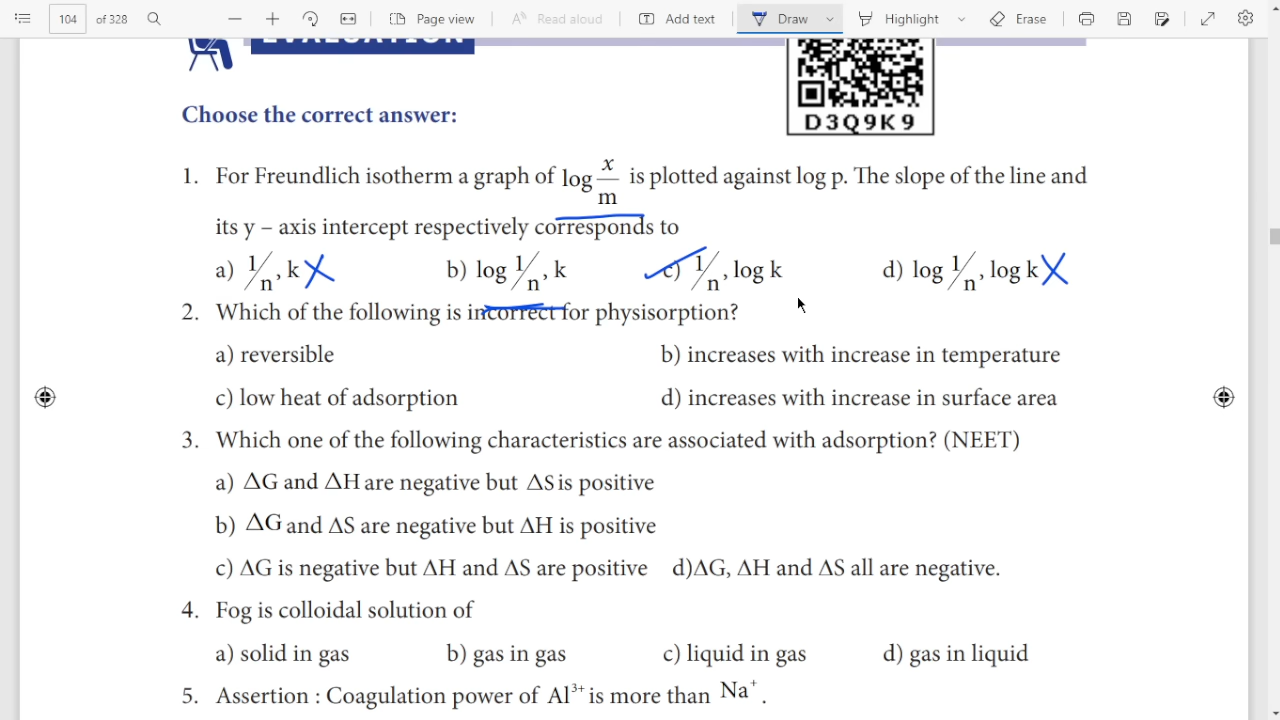 104 of 328 Page view Read aloud Add text Draw Highlight Erase
EVALUATION
D3Q9K9
Choose the correct answer:
1. For Freundlich isotherm a graph of log x/m is plotted against log p. The slope of the line and
its y – axis intercept respectively corresponds to
a) 1/n, k b) log 1/n, k c) 1/n, log k d) log 1/n, log k
2. Which of the following is incorrect for physisorption?
a) reversible b) increases with increase in temperature
c) low heat of adsorption d) increases with increase in surface area
3. Which one of the following characteristics are associated with adsorption? (NEET)
a) ΔG and ΔH are negative but ΔS is positive
b) ΔG and ΔS are negative but ΔH is positive
c) ΔG is negative but ΔH and ΔS are positive d)ΔG, ΔH and ΔS all are negative.
4. Fog is colloidal solution of
a) solid in gas b) gas in gas c) liquid in gas d) gas in liquid
5. Assertion : Coagulation power of Al³⁺ is more than Na⁺ .